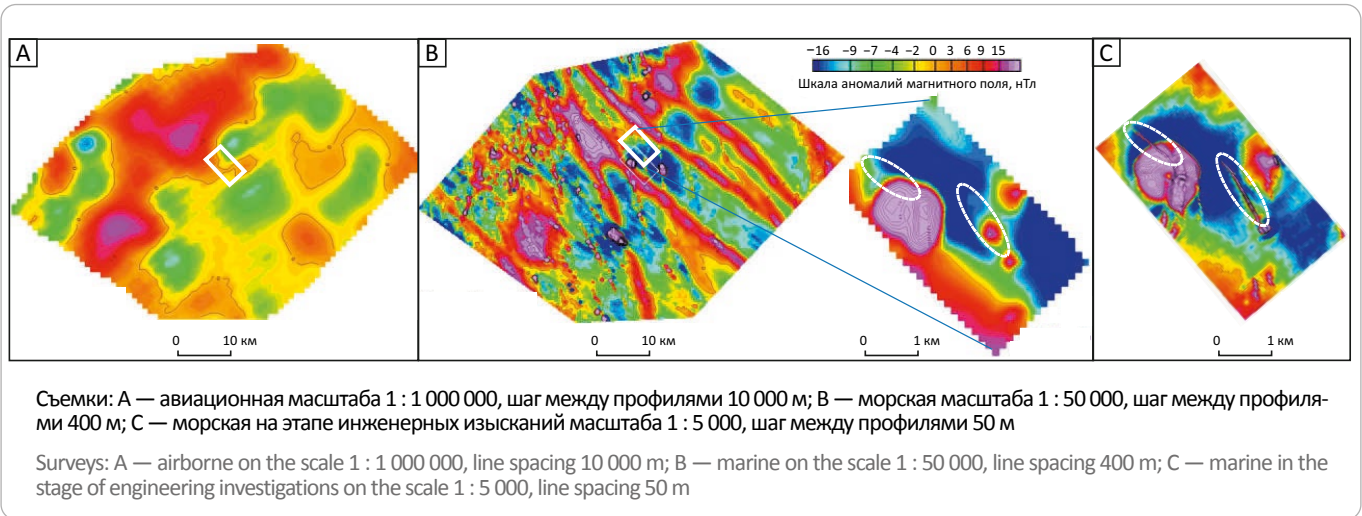 A
B
−16 −9 −7 −4 −2 0 3 6 9 15
Шкала аномалий магнитного поля, нТл
C
0 10 км
0 10 км
0 1 км
0 1 км
Съемки: A — авиационная масштаба 1 : 1 000 000, шаг между профилями 10 000 м; B — морская масштаба 1 : 50 000, шаг между профиля-
ми 400 м; C — морская на этапе инженерных изысканий масштаба 1 : 5 000, шаг между профилями 50 м
Surveys: A — airborne on the scale 1 : 1 000 000, line spacing 10 000 m; B — marine on the scale 1 : 50 000, line spacing 400 m; C — marine in the
stage of engineering investigations on the scale 1 : 5 000, line spacing 50 m